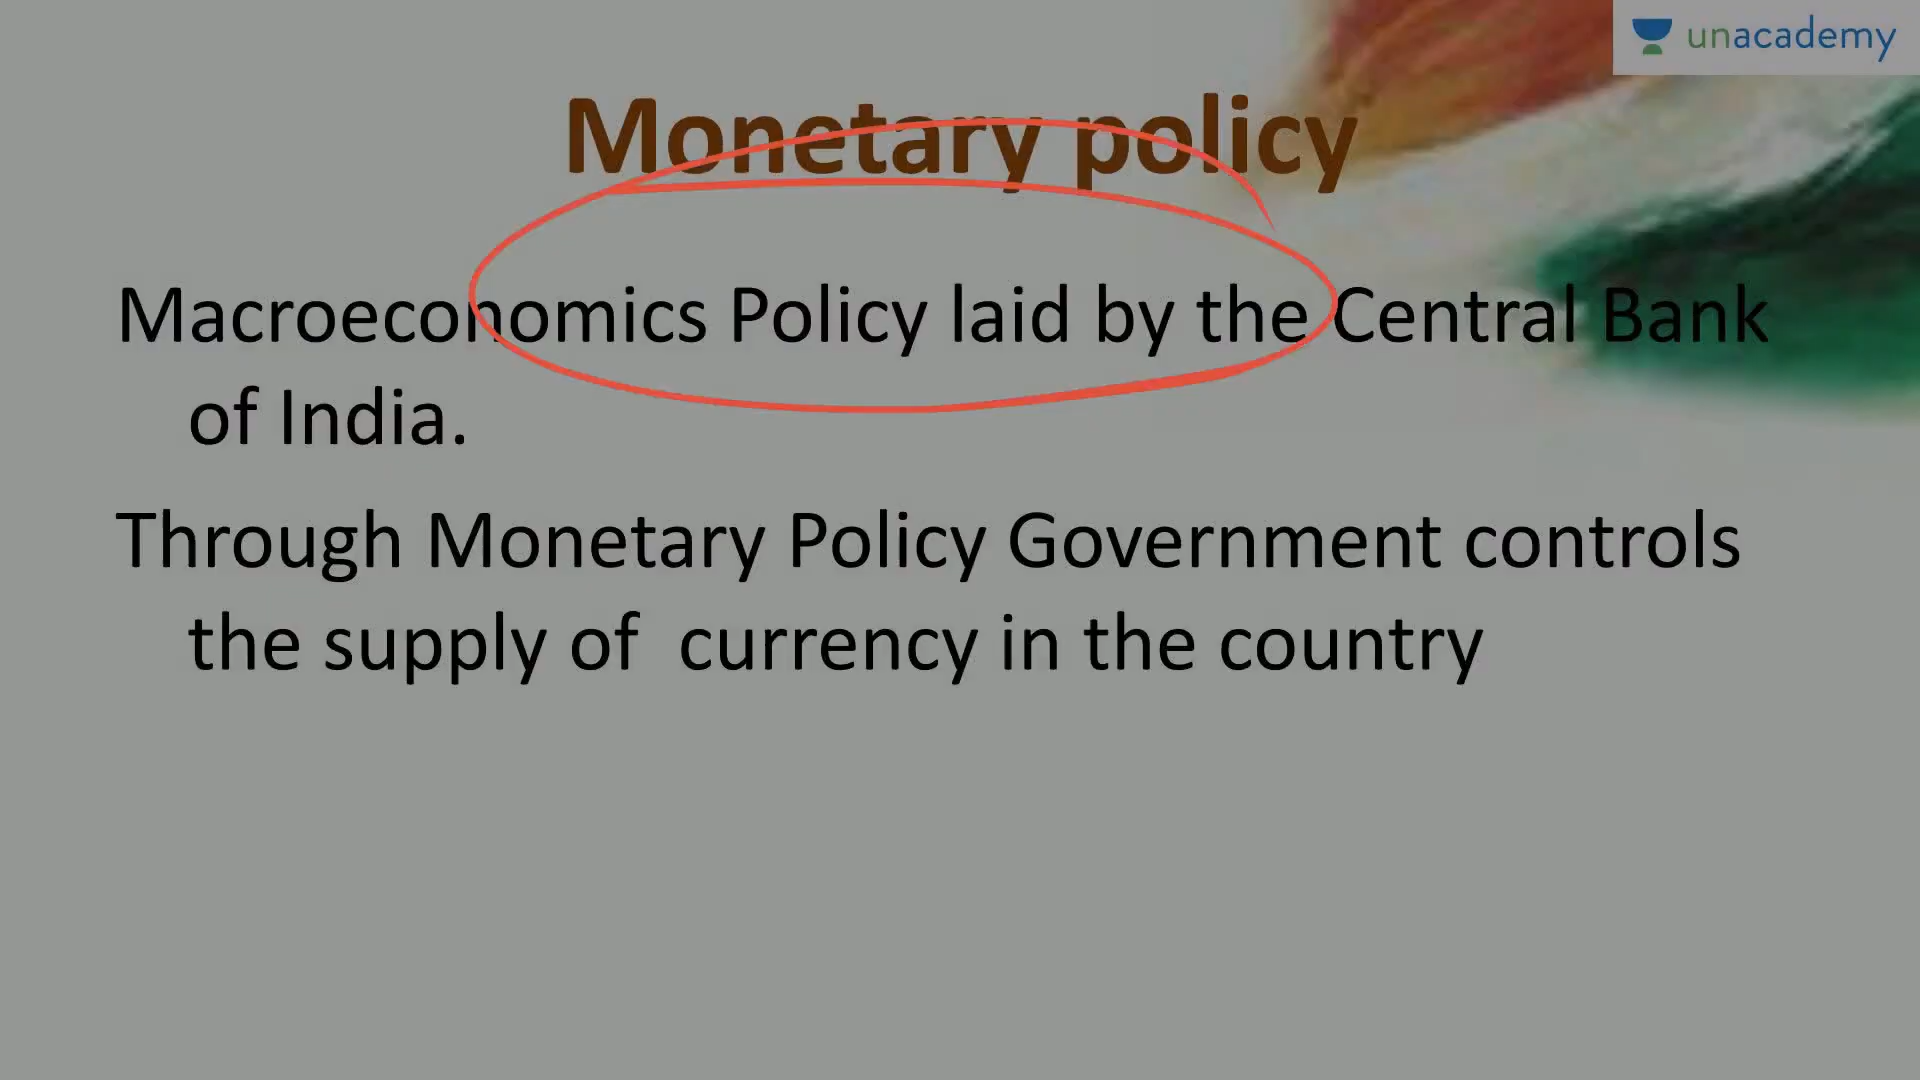 unacademy
Monetary policy
Macroeconomics Policy laid by the Central Bank
of India.
Through Monetary Policy Government controls
the supply of  currency in the country